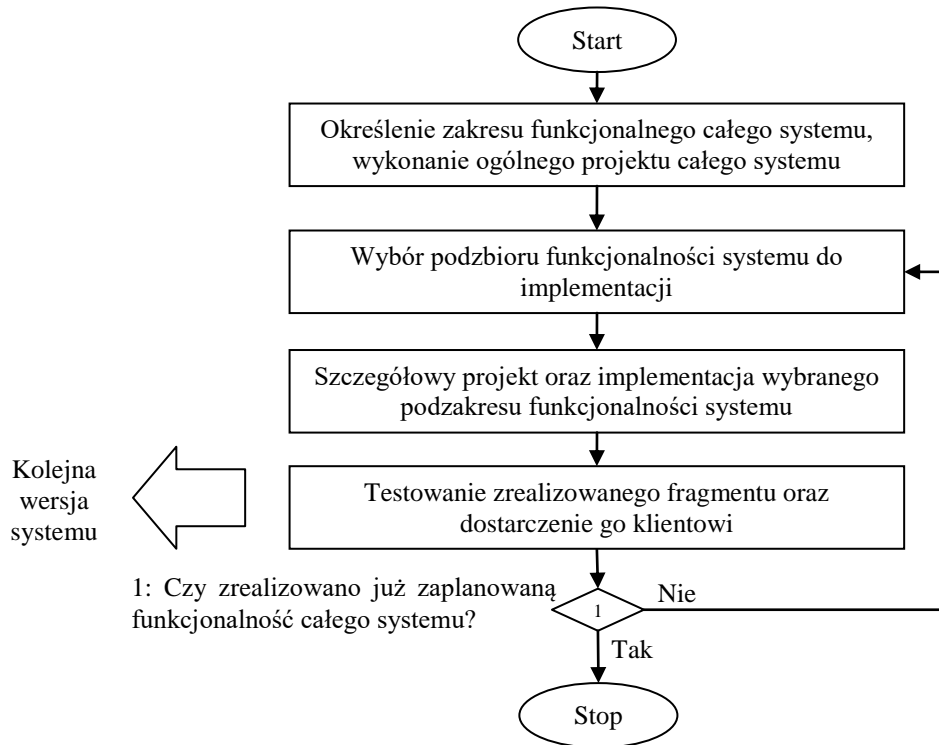 Start
Określenie zakresu funkcjonalnego całego systemu,
wykonanie ogólnego projektu całego systemu
Wybór podzbioru funkcjonalności systemu do
implementacji
Szczegółowy projekt oraz implementacja wybranego
podzakresu funkcjonalności systemu
Kolejna
wersja
systemu
Testowanie zrealizowanego fragmentu oraz
dostarczenie go klientowi
1: Czy zrealizowano już zaplanowaną
funkcjonalność całego systemu?
1
Nie
Tak
Stop